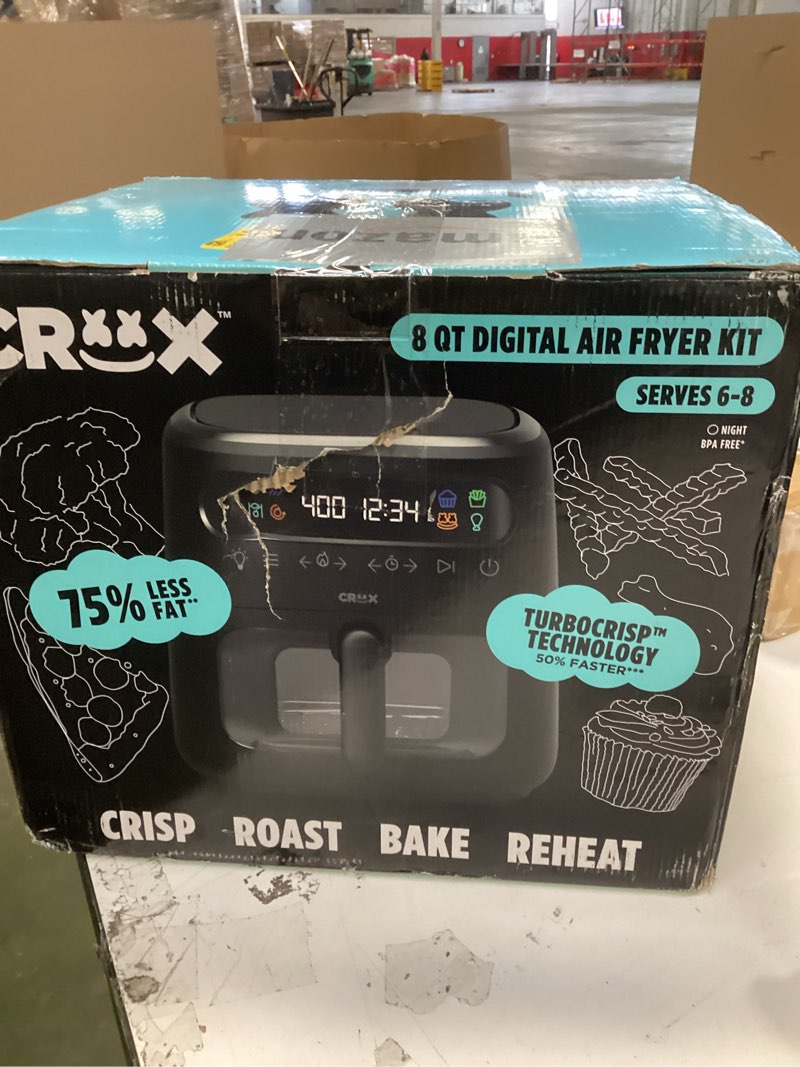 CRUX™
8 QT DIGITAL AIR FRYER KIT
SERVES 6-8
NIGHT
BPA FREE*
400 12:34
CRUX
75% LESS
FAT**
TURBOCRISP™
TECHNOLOGY
50% FASTER***
CRISP ROAST BAKE REHEAT